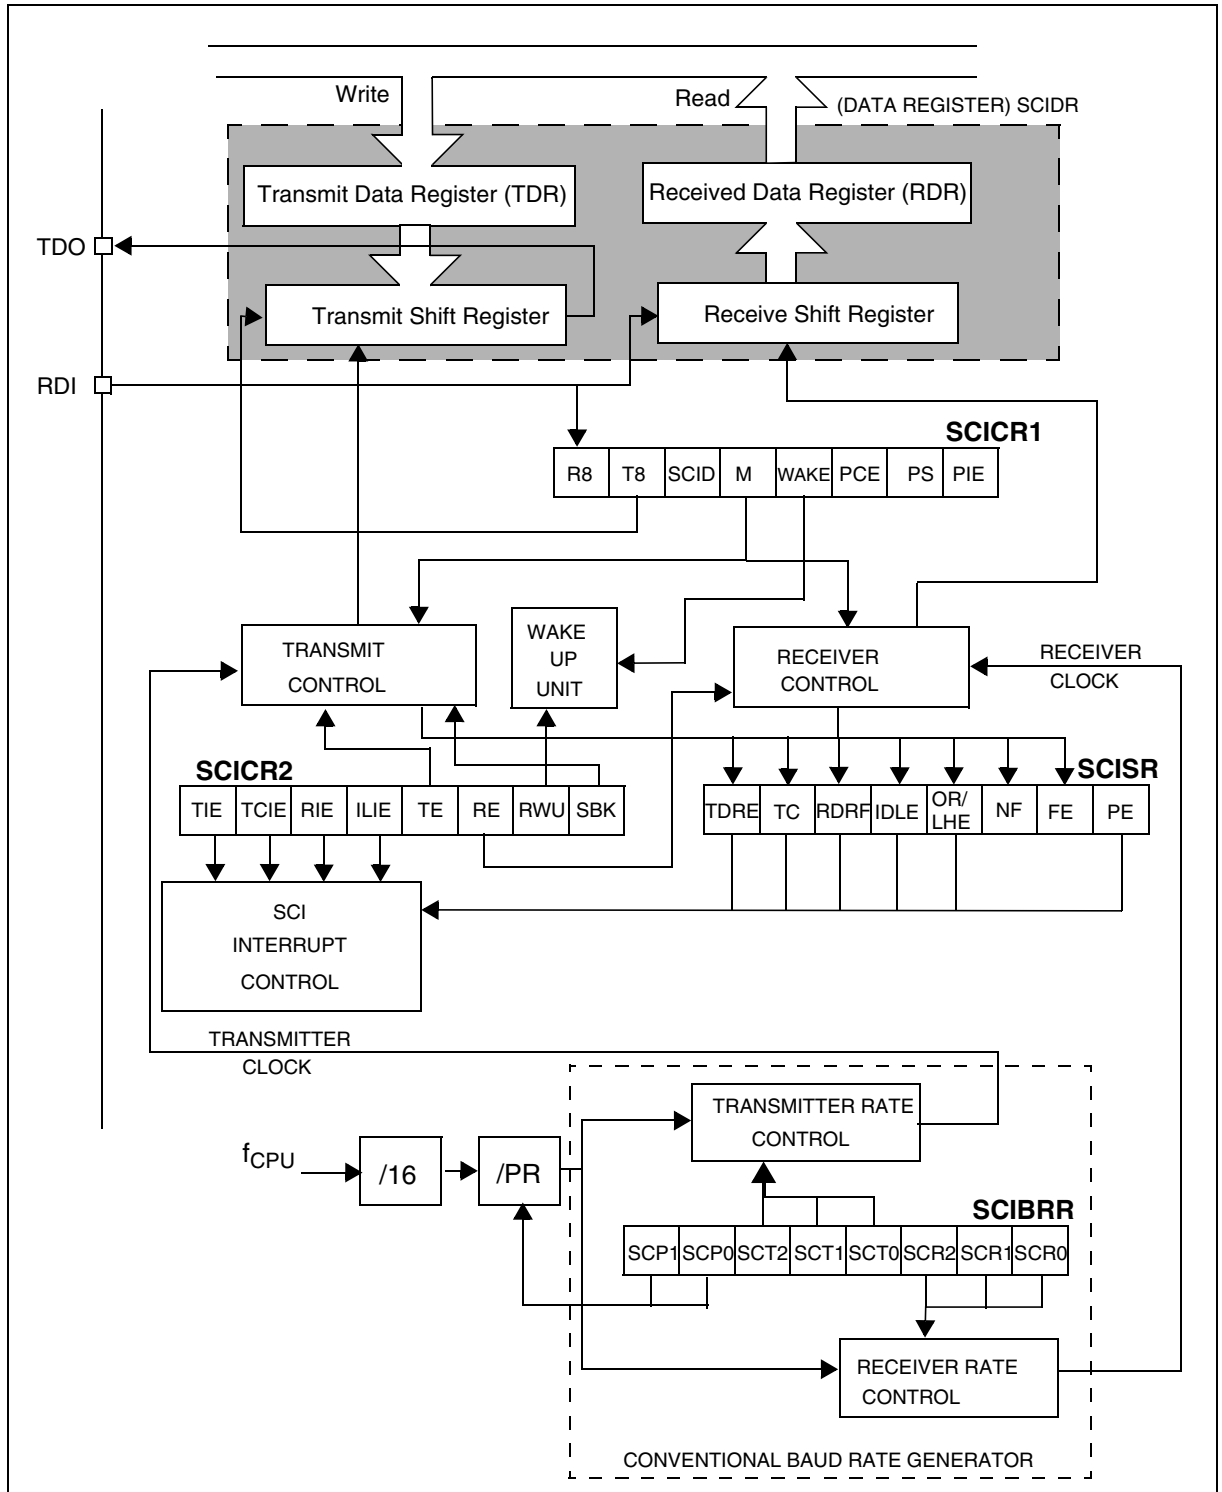 Write
Read
(DATA REGISTER) SCIDR
Transmit Data Register (TDR)
Received Data Register (RDR)
TDO
Transmit Shift Register
Receive Shift Register
RDI
SCICR1
R8 T8 SCID M WAKE PCE PS PIE
TRANSMIT
CONTROL
WAKE
UP
UNIT
RECEIVER
CONTROL
RECEIVER
CLOCK
SCICR2
TIE TCIE RIE ILIE TE RE RWU SBK
SCISR
TDRE TC RDRF IDLE OR/
LHE NF FE PE
SCI
INTERRUPT
CONTROL
TRANSMITTER
CLOCK
TRANSMITTER RATE
CONTROL
fCPU
/16
/PR
SCIBRR
SCP1 SCP0 SCT2 SCT1 SCT0 SCR2 SCR1 SCR0
RECEIVER RATE
CONTROL
CONVENTIONAL BAUD RATE GENERATOR